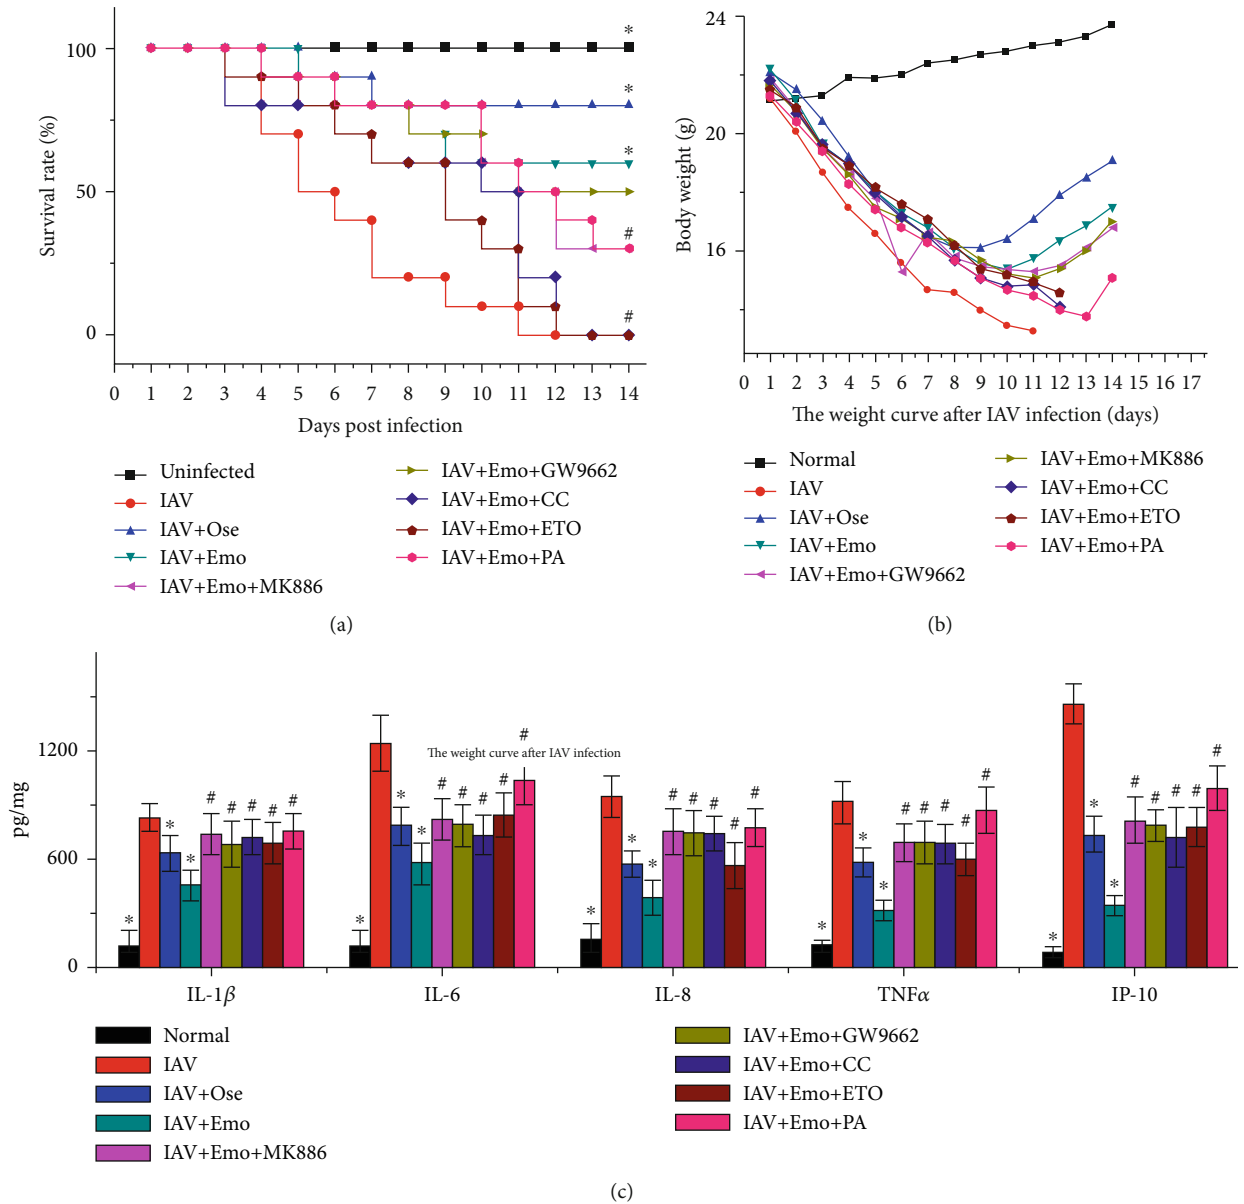 100
50
0
Survival rate (%)
*
*
*
#
#
0 1 2 3 4 5 6 7 8 9 10 11 12 13 14
Days post infection
Uninfected
IAV
IAV+Ose
IAV+Emo
IAV+Emo+MK886
IAV+Emo+GW9662
IAV+Emo+CC
IAV+Emo+ETO
IAV+Emo+PA
(a)
24
20
16
Body weight (g)
0 1 2 3 4 5 6 7 8 9 10 11 12 13 14 15 16 17
The weight curve after IAV infection (days)
Normal
IAV
IAV+Ose
IAV+Emo
IAV+Emo+GW9662
IAV+Emo+MK886
IAV+Emo+CC
IAV+Emo+ETO
IAV+Emo+PA
(b)
1200
600
0
pg/mg
The weight curve after IAV infection
* * * # # # # #
* * * # # # # #
* * * # # # # #
* * * # # # # #
* * * # # # # #
IL-1β IL-6 IL-8 TNFα IP-10
Normal
IAV
IAV+Ose
IAV+Emo
IAV+Emo+MK886
IAV+Emo+GW9662
IAV+Emo+CC
IAV+Emo+ETO
IAV+Emo+PA
(c)